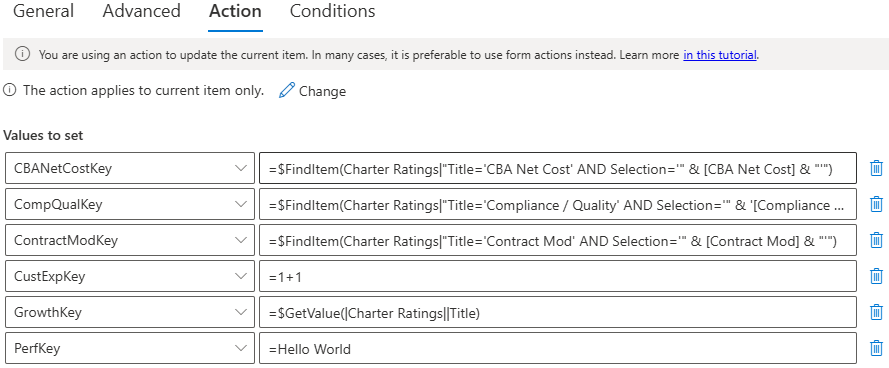 General Advanced Action Conditions
You are using an action to update the current item. In many cases, it is preferable to use form actions instead. Learn more in this tutorial.
The action applies to current item only. Change
Values to set
CBANetCostKey =$FindItem(Charter Ratings|"Title='CBA Net Cost' AND Selection='" & [CBA Net Cost] & "'")
CompQualKey =$FindItem(Charter Ratings|"Title='Compliance / Quality' AND Selection='" & '[Compliance ...
ContractModKey =$FindItem(Charter Ratings|"Title='Contract Mod' AND Selection='" & [Contract Mod] & "'")
CustExpKey =1+1
GrowthKey =$GetValue(|Charter Ratings||Title)
PerfKey =Hello World